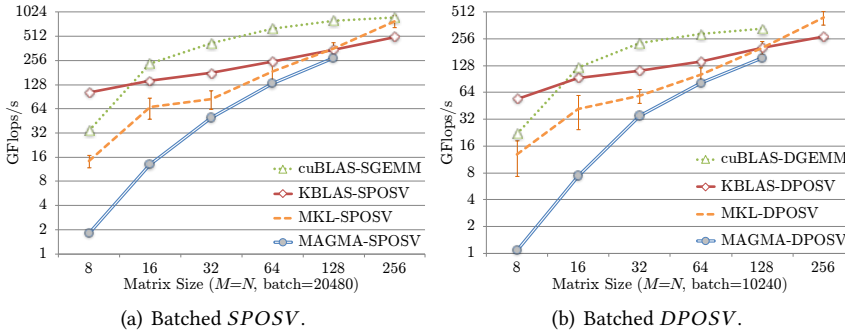 1024
512
256
128
64
32
16
8
4
2
1
GFlops/s
cuBLAS-SGEMM
KBLAS-SPOSV
MKL-SPOSV
MAGMA-SPOSV
8 16 32 64 128 256
Matrix Size (M=N, batch=20480)
(a) Batched SPOSV.
512
256
128
64
32
16
8
4
2
1
GFlops/s
cuBLAS-DGEMM
KBLAS-DPOSV
MKL-DPOSV
MAGMA-DPOSV
8 16 32 64 128 256
Matrix Size (M=N, batch=10240)
(b) Batched DPOSV.